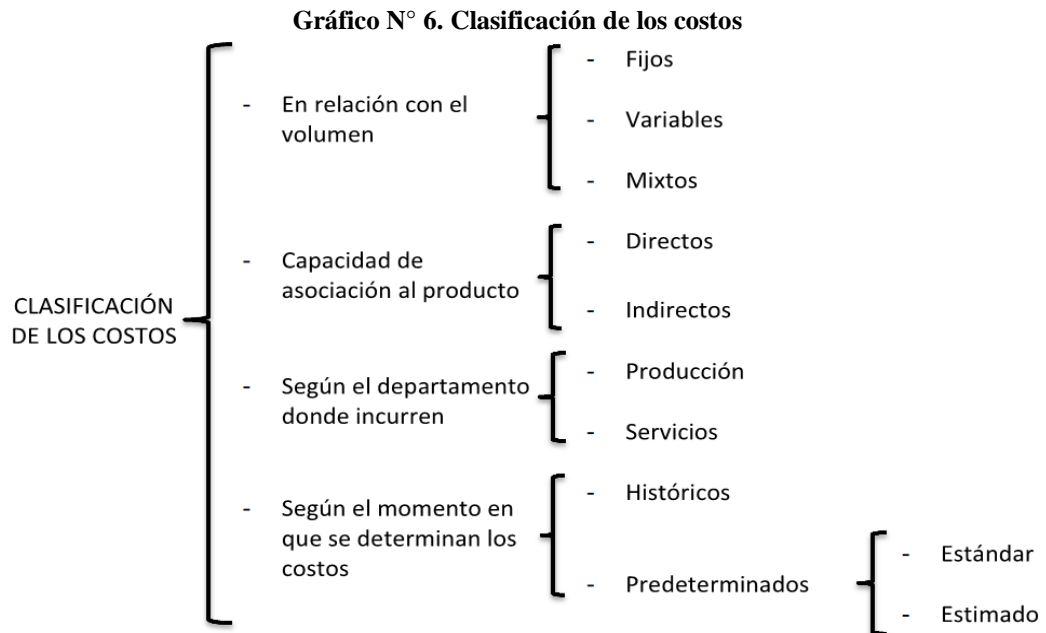 Gráfico N° 6. Clasificación de los costos
CLASIFICACIÓN
DE LOS COSTOS
- En relación con el
volumen
- Fijos
- Variables
- Mixtos
- Capacidad de
asociación al producto
- Directos
- Indirectos
- Según el departamento
donde incurren
- Producción
- Servicios
- Según el momento en
que se determinan los
costos
- Históricos
- Predeterminados
- Estándar
- Estimado